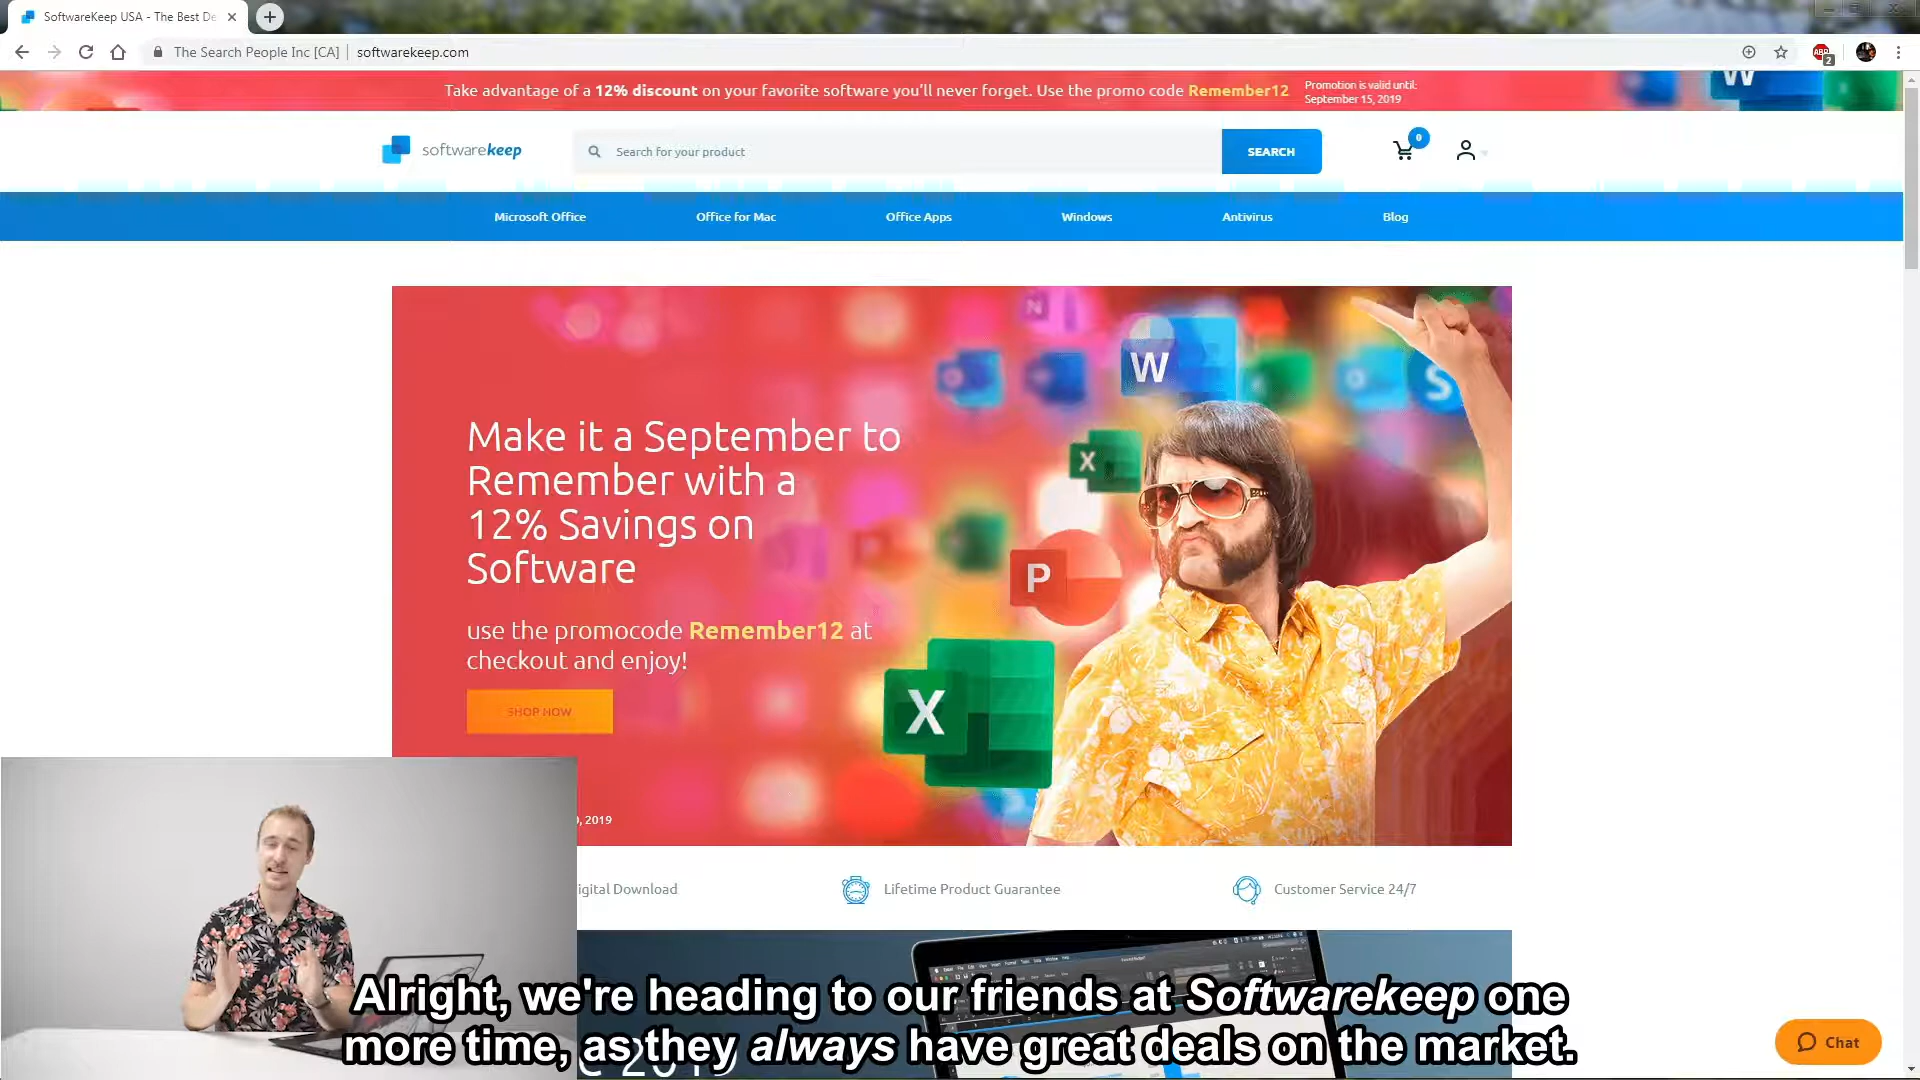 SoftwareKeep USA - The Best De
The Search People Inc [CA] | softwarekeep.com
ABP
2
Take advantage of a 12% discount on your favorite software you'll never forget. Use the promo code Remember12
Promotion is valid until:
September 15, 2019
W
softwarekeep
Search for your product
SEARCH
0
Microsoft Office
Office for Mac
Office Apps
Windows
Antivirus
Blog
N
W
S
X
P
X
Make it a September to
Remember with a
12% Savings on
Software
use the promocode Remember12 at
checkout and enjoy!
SHOP NOW
, 2019
igital Download
Lifetime Product Guarantee
Customer Service 24/7
Alright, we're heading to our friends at Softwarekeep one
more time, as they always have great deals on the market.
2019
Chat